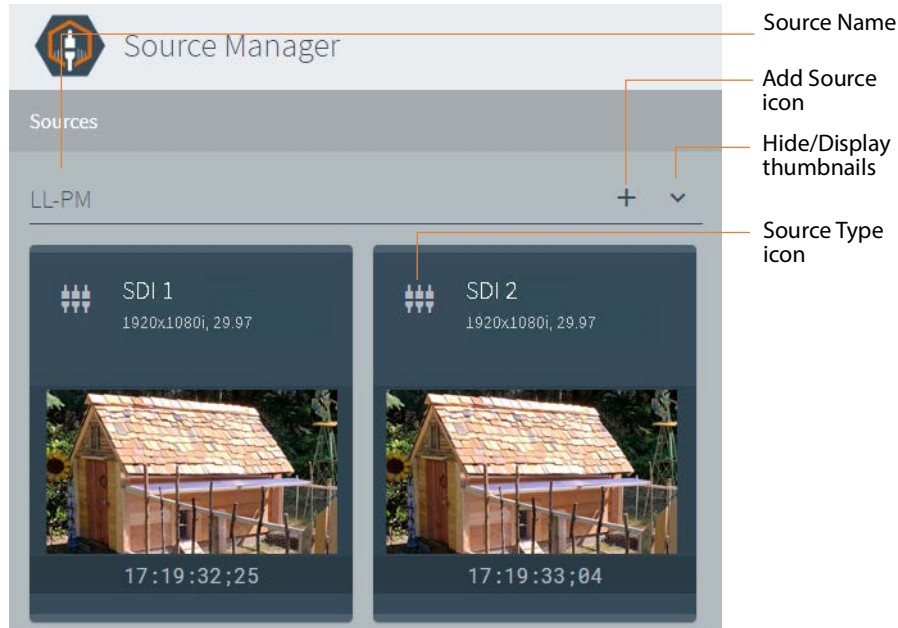 Source Manager
Source Name
Add Source
icon
Sources
Hide/Display
thumbnails
LL-PM
Source Type
icon
SDI 1
1920x1080i, 29.97
SDI 2
1920x1080i, 29.97
17:19:32;25
17:19:33;04